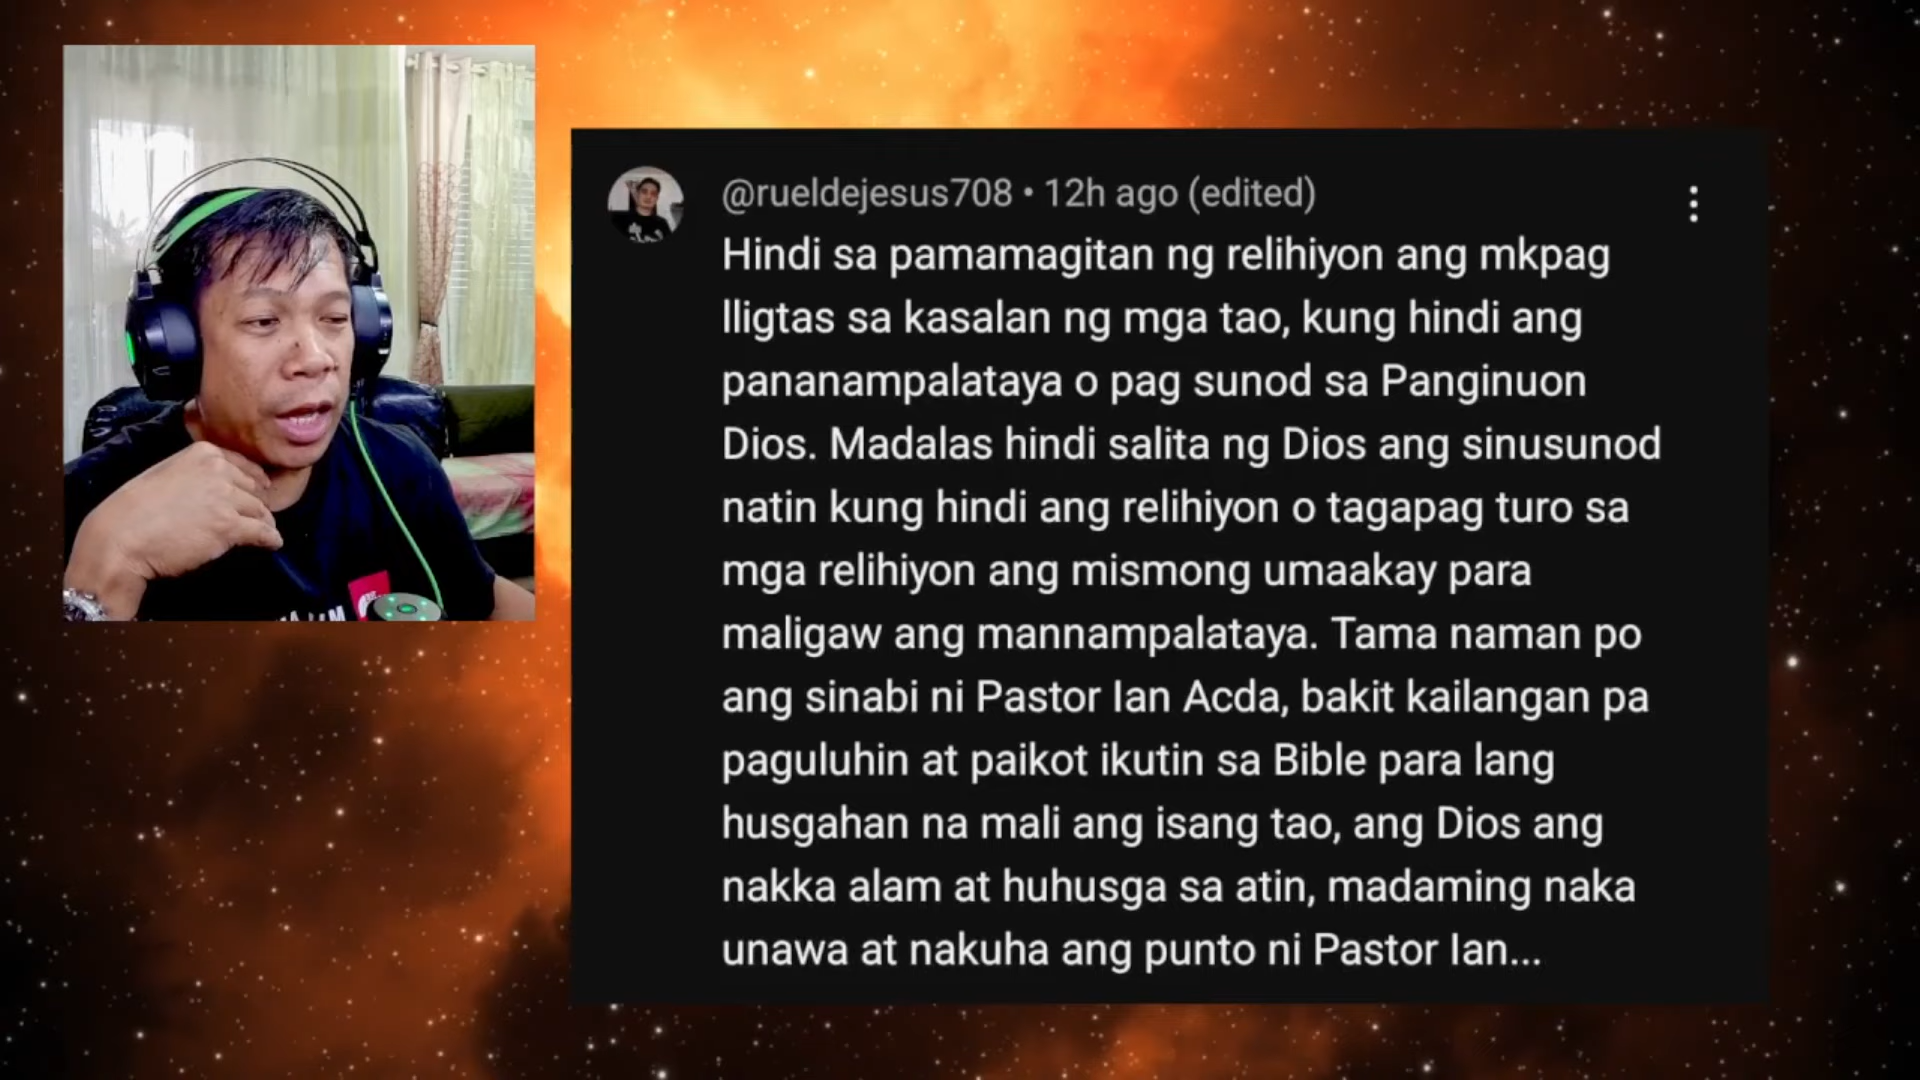 @rueldejesus708 • 12h ago (edited)
Hindi sa pamamagitan ng relihiyon ang mkpag
lligtas sa kasalan ng mga tao, kung hindi ang
pananampalataya o pag sunod sa Panginuon
Dios. Madalas hindi salita ng Dios ang sinusunod
natin kung hindi ang relihiyon o tagapag turo sa
mga relihiyon ang mismong umaakay para
maligaw ang mannampalataya. Tama naman po
ang sinabi ni Pastor Ian Acda, bakit kailangan pa
paguluhin at paikot ikutin sa Bible para lang
husgahan na mali ang isang tao, ang Dios ang
nakka alam at huhusga sa atin, madaming naka
unawa at nakuha ang punto ni Pastor Ian...